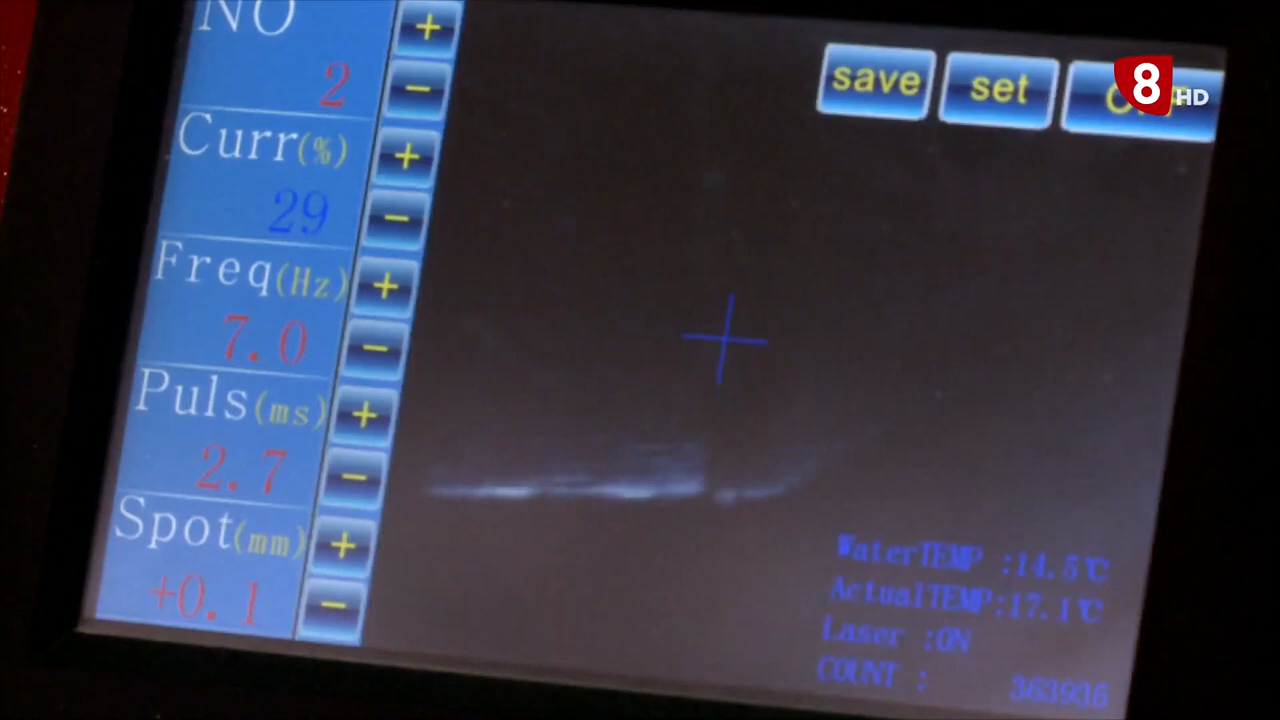 NO
2
Curr(%)
29
Freq(Hz)
7.0
Puls(ms)
2.7
Spot(mm)
+0.1
+
−
+
−
+
−
+
−
+
−
save set
8 HD
WaterTEMP :14.5℃
ActualTEMP:17.1℃
Laser :ON
COUNT : 363936